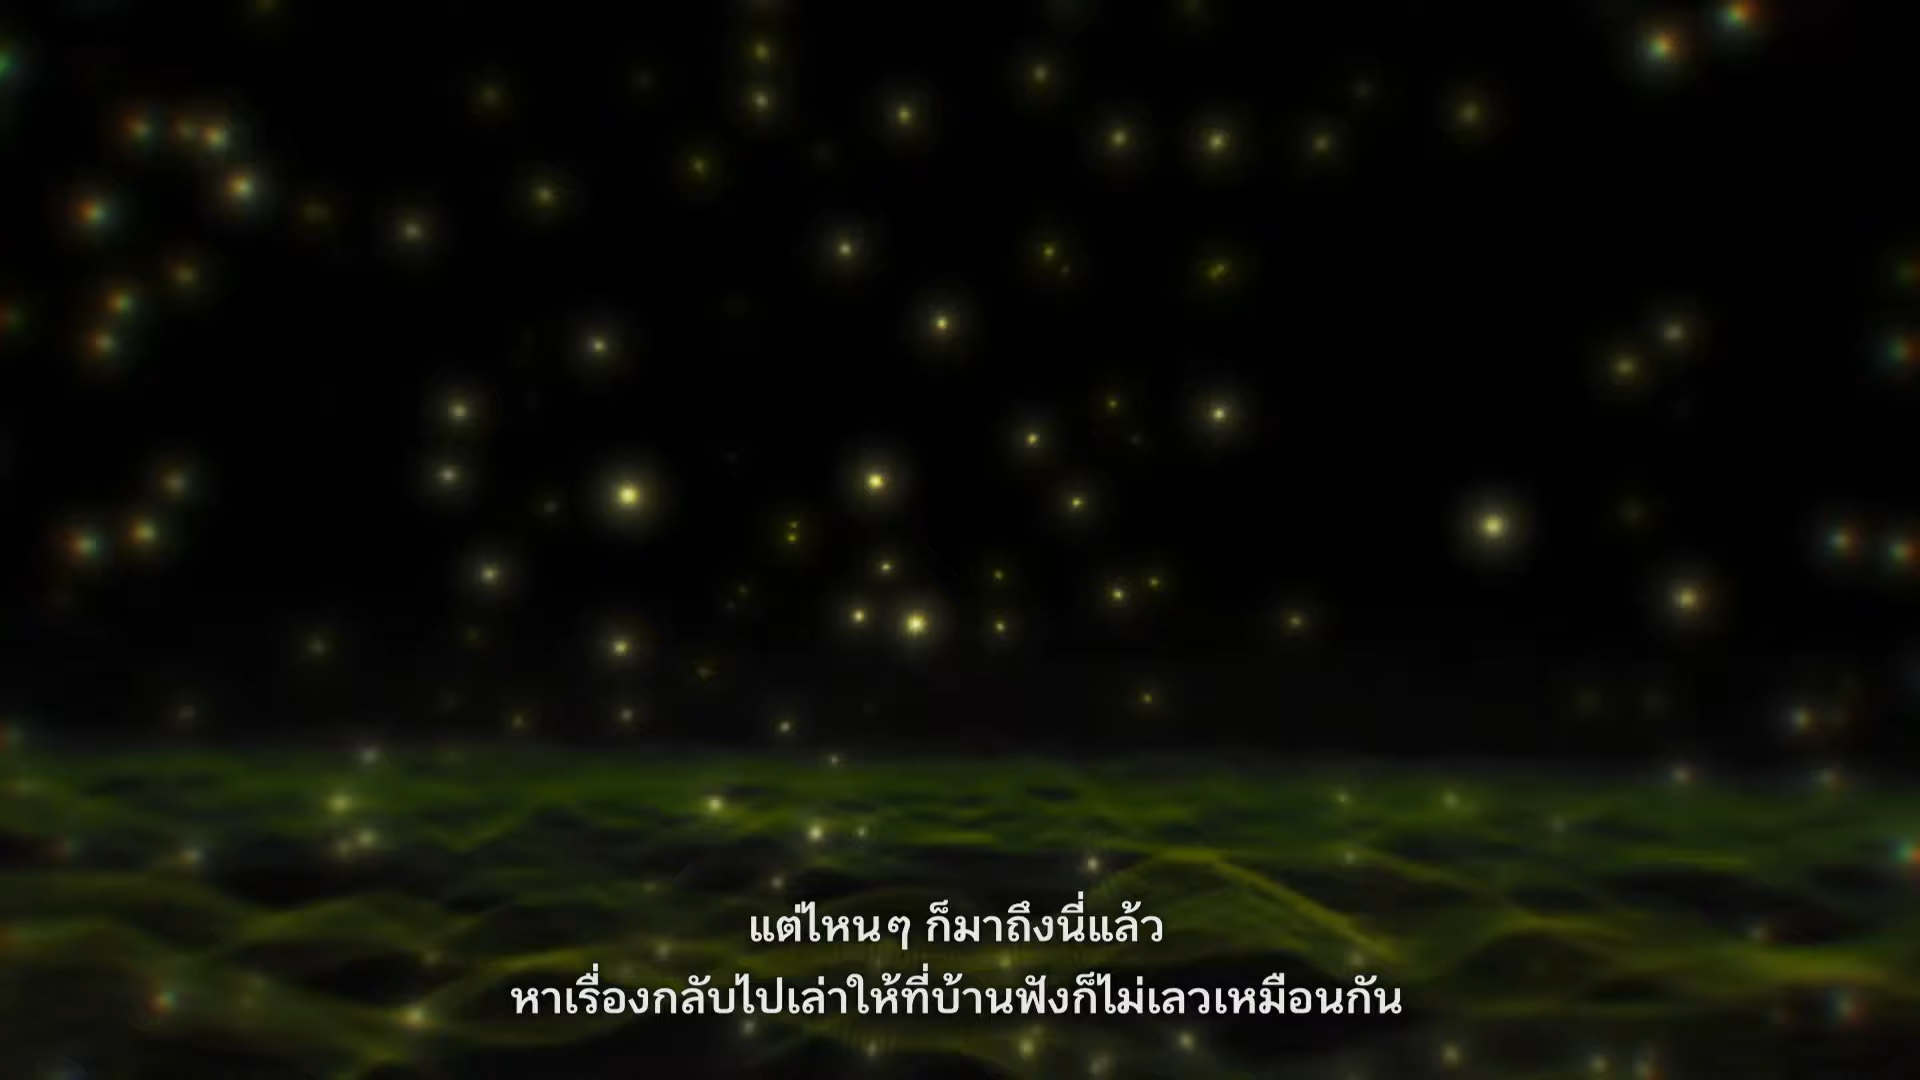 แต่ไหนๆ ก็มาถึงนี่แล้ว
หาเรื่องกลับไปเล่าให้ที่บ้านฟังก็ไม่เลวเหมือนกัน